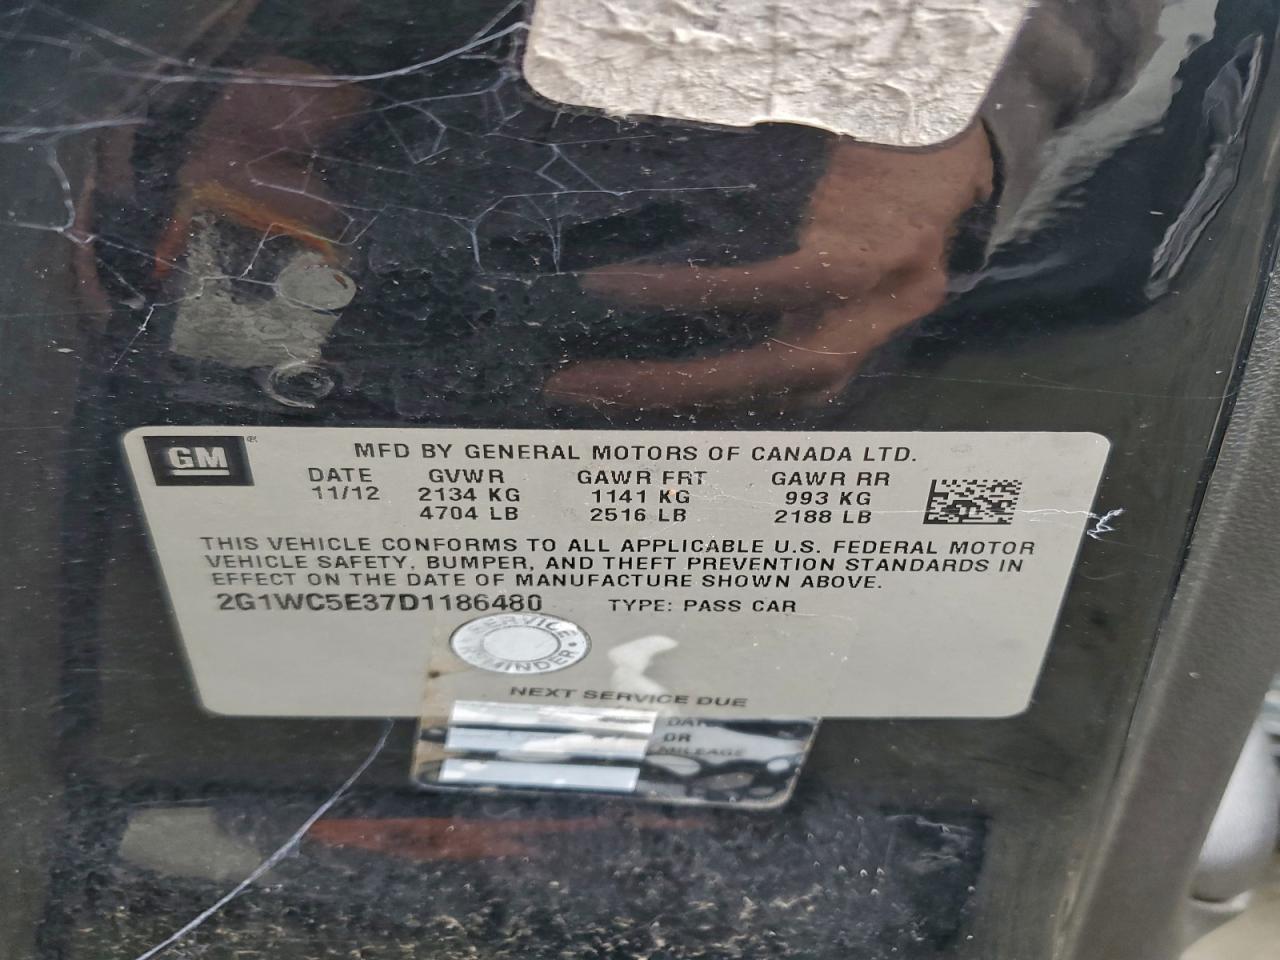 GM ®
MFD BY GENERAL MOTORS OF CANADA LTD.
DATE GVWR GAWR FRT GAWR RR
11/12 2134 KG 1141 KG 993 KG
4704 LB 2516 LB 2188 LB
THIS VEHICLE CONFORMS TO ALL APPLICABLE U.S. FEDERAL MOTOR
VEHICLE SAFETY, BUMPER, AND THEFT PREVENTION STANDARDS IN
EFFECT ON THE DATE OF MANUFACTURE SHOWN ABOVE.
2G1WC5E37D1186480 TYPE: PASS CAR
SERVICE
REMINDER
NEXT SERVICE DUE
DATE
OR
MILEAGE